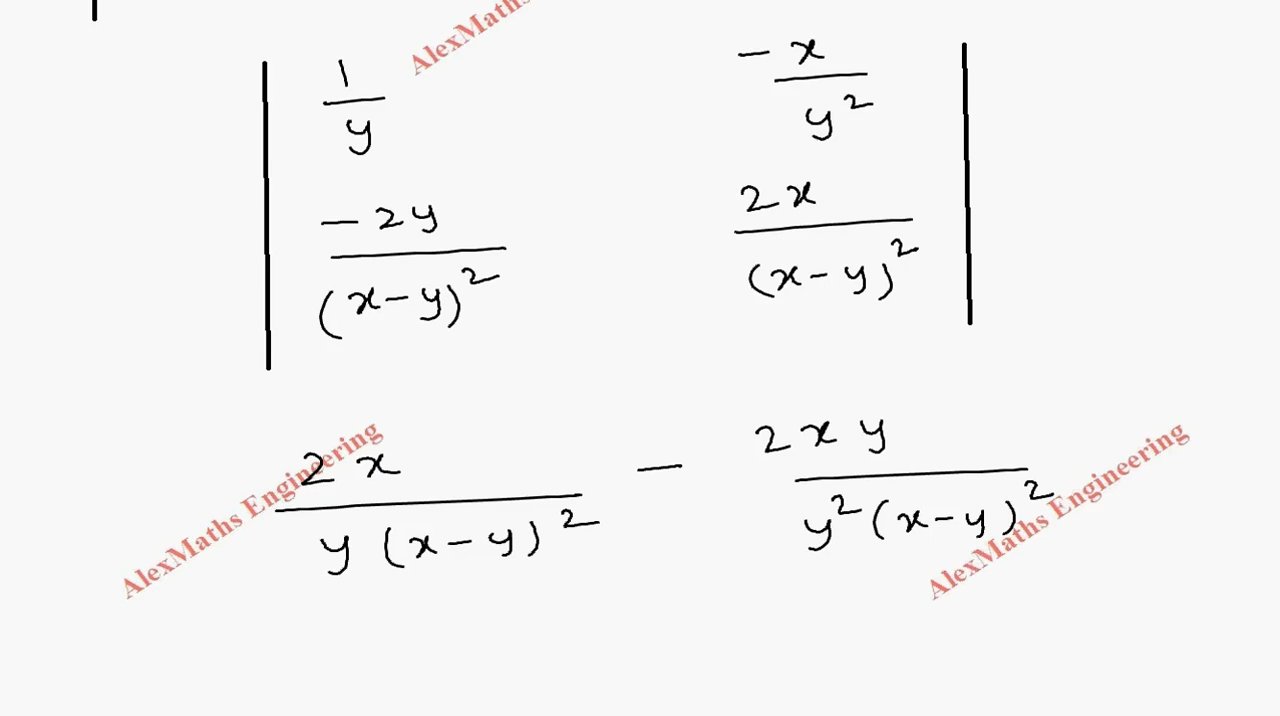 AlexMaths
1/y    -x/y²
-2y/(x-y)²    2x/(x-y)²
2x/y(x-y)² - 2xy/y²(x-y)²
AlexMaths Engineering
AlexMaths Engineering